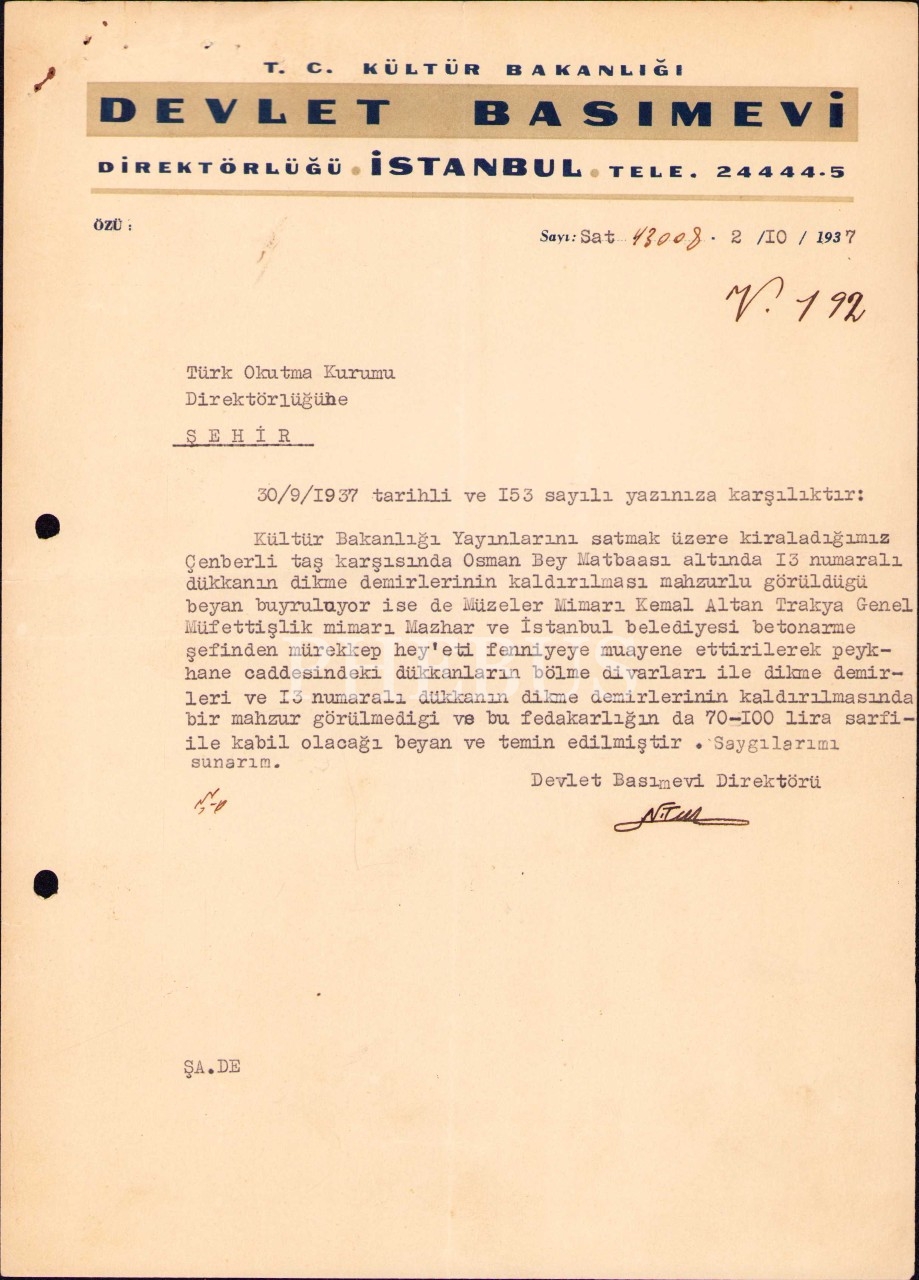 T. C. KÜLTÜR BAKANLIĞI
DEVLET BASIMEVİ
DİREKTÖRLÜĞÜ • İSTANBUL • TELE. 24444-5
ÖZÜ :
Sayı: Sat 43008 . 2 /IO / 1937
V. 192
Türk Okutma Kurumu
Direktörlüğüne
Ş E H İ R
30/9/I937 tarihli ve I53 sayılı yazınıza karşılıktır:
Kültür Bakanlığı Yayınlarını satmak üzere kiraladığımız
Çenberli taş karşısında Osman Bey Matbaası altında I3 numaralı
dükkanın dikme demirlerinin kaldırılması mahzurlu görüldügü
beyan buyruluyor ise de Müzeler Mimarı Kemal Altan Trakya Genel
Müfettişlik mimarı Mazhar ve İstanbul belediyesi betonarme
şefinden mürekkep hey'eti fenniyeye muayene ettirilerek peyk-
hane caddesindeki dükkanların bölme divarları ile dikme demir-
leri ve I3 numaralı dükkanın dikme demirlerinin kaldırılmasında
bir mahzur görülmedigi ve bu fedakarlığın da 70-I00 lira sarfi-
ile kabil olacağı beyan ve temin edilmiştir . Saygılarımı
sunarım.
Devlet Basımevi Direktörü
ŞA.DE